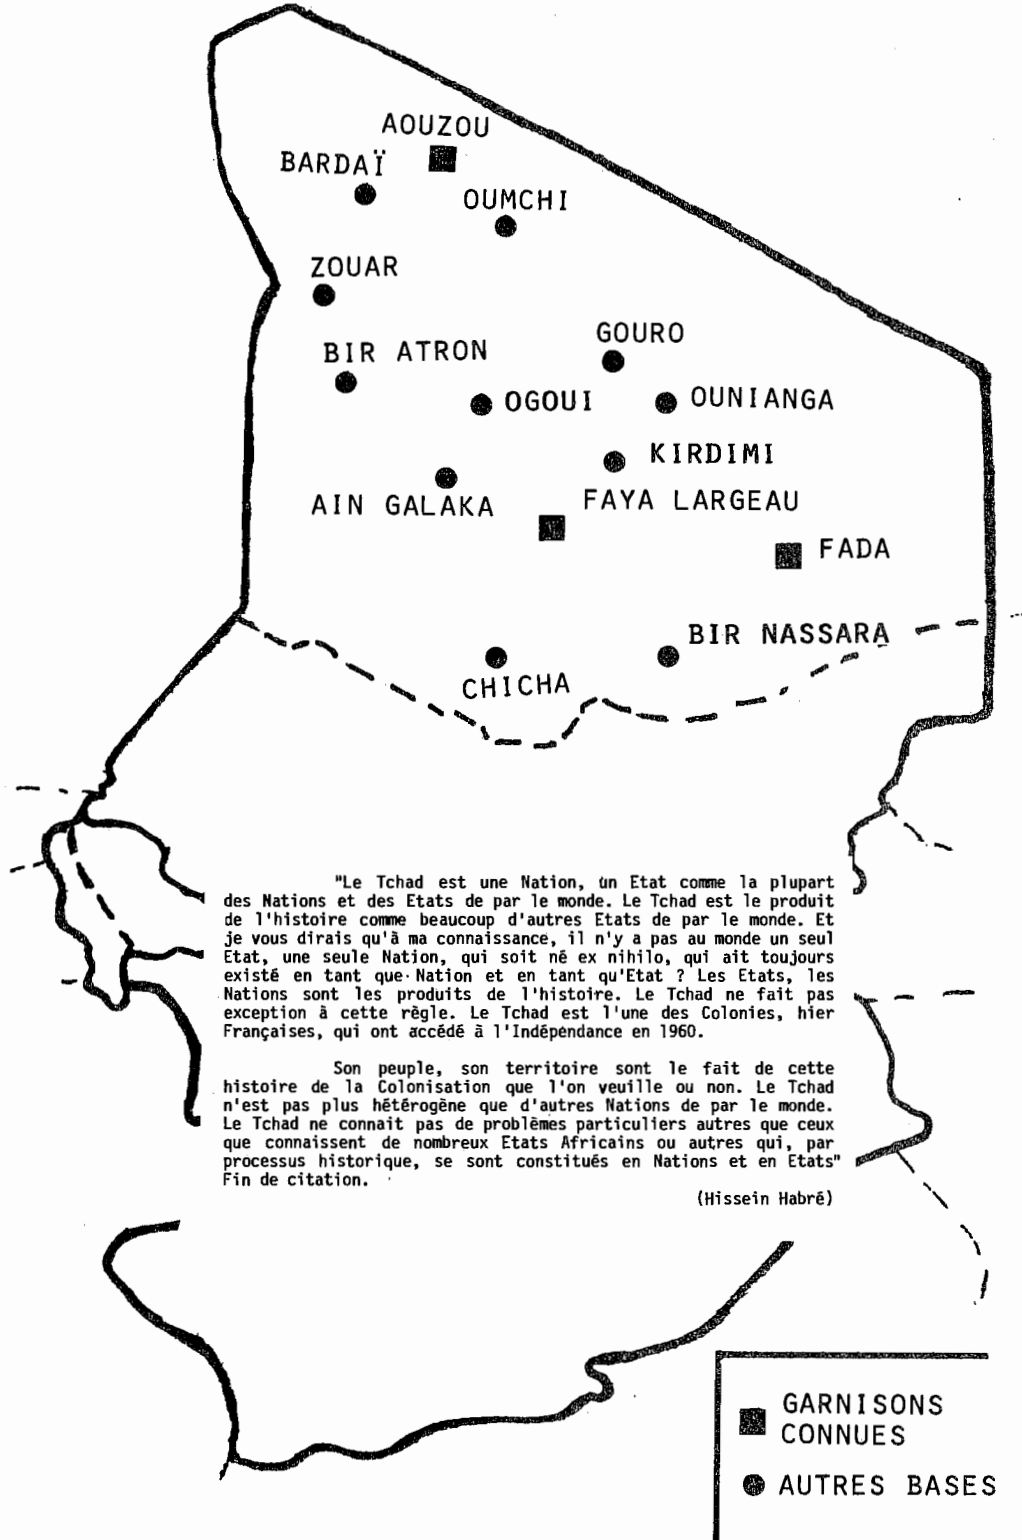 AOUZOU
BARDAÏ
OUMCHI
ZOUAR
GOURO
BIR ATRON
OGOUI
OUNIANGA
KIRDIMI
AIN GALAKA
FAYA LARGEAU
FADA
BIR NASSARA
CHICHA
"Le Tchad est une Nation, un Etat comme la plupart
des Nations et des Etats de par le monde. Le Tchad est le produit
de l'histoire comme beaucoup d'autres Etats de par le monde. Et
je vous dirais qu'à ma connaissance, il n'y a pas au monde un seul
Etat, une seule Nation, qui soit né ex nihilo, qui ait toujours
existé en tant que Nation et en tant qu'Etat ? Les Etats, les
Nations sont les produits de l'histoire. Le Tchad ne fait pas
exception à cette règle. Le Tchad est l'une des Colonies, hier
Françaises, qui ont accédé à l'Indépendance en 1960.
Son peuple, son territoire sont le fait de cette
histoire de la Colonisation que l'on veuille ou non. Le Tchad
n'est pas plus hétérogène que d'autres Nations de par le monde.
Le Tchad ne connait pas de problèmes particuliers autres que ceux
que connaissent de nombreux Etats Africains ou autres qui, par
processus historique, se sont constitués en Nations et en Etats"
Fin de citation.
(Hissein Habré)
GARNISONS
CONNUES
AUTRES BASES